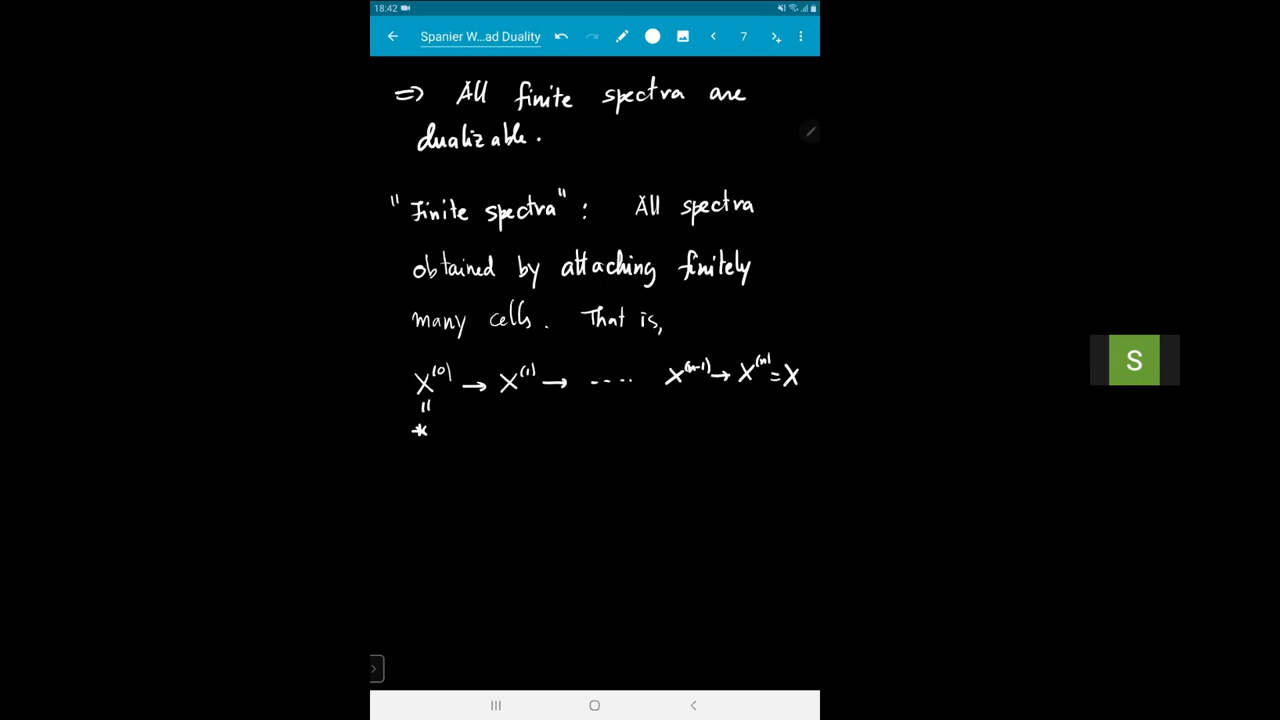 18:42
Spanier W...ad Duality
7
=> All finite spectra are
dualizable.
"Finite spectra": All spectra
obtained by attaching finitely
many cells. That is,
X^(0) → X^(1) → ..... X^(n-1) → X^(n) = X
"
*
S